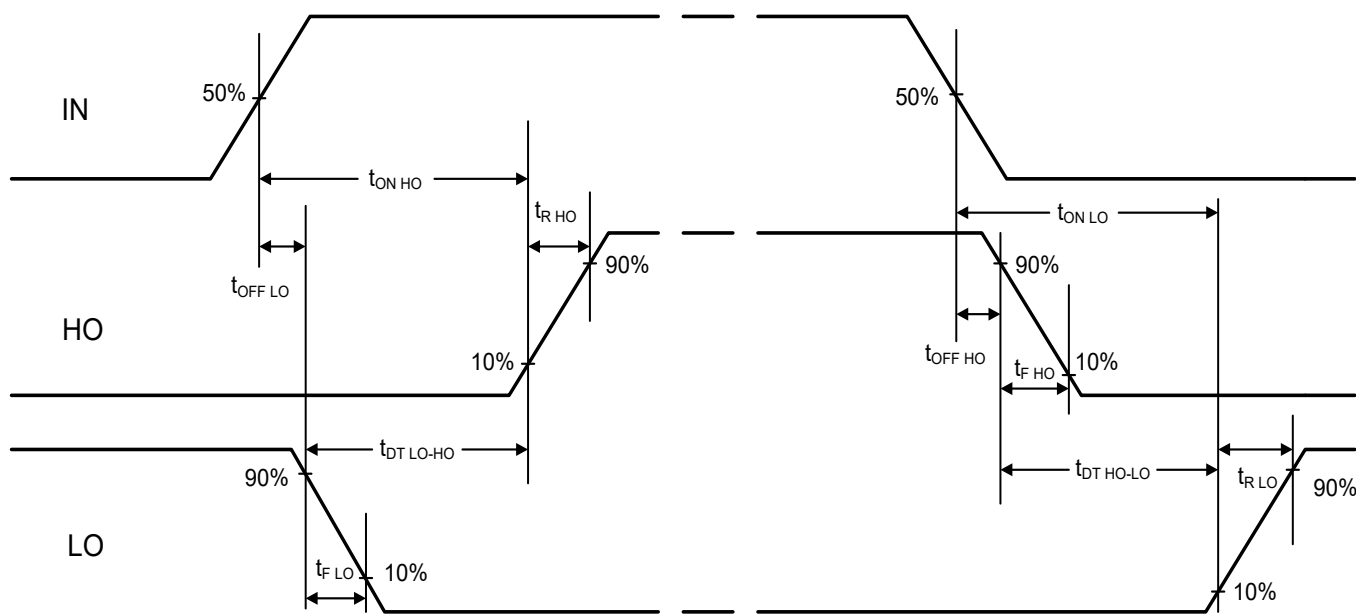 IN
50%
50%
tON HO
tON LO
tR HO
tOFF LO
90%
90%
HO
10%
tOFF HO
tF HO
10%
tDT LO-HO
tDT HO-LO
90%
tR LO
90%
LO
tF LO
10%
10%